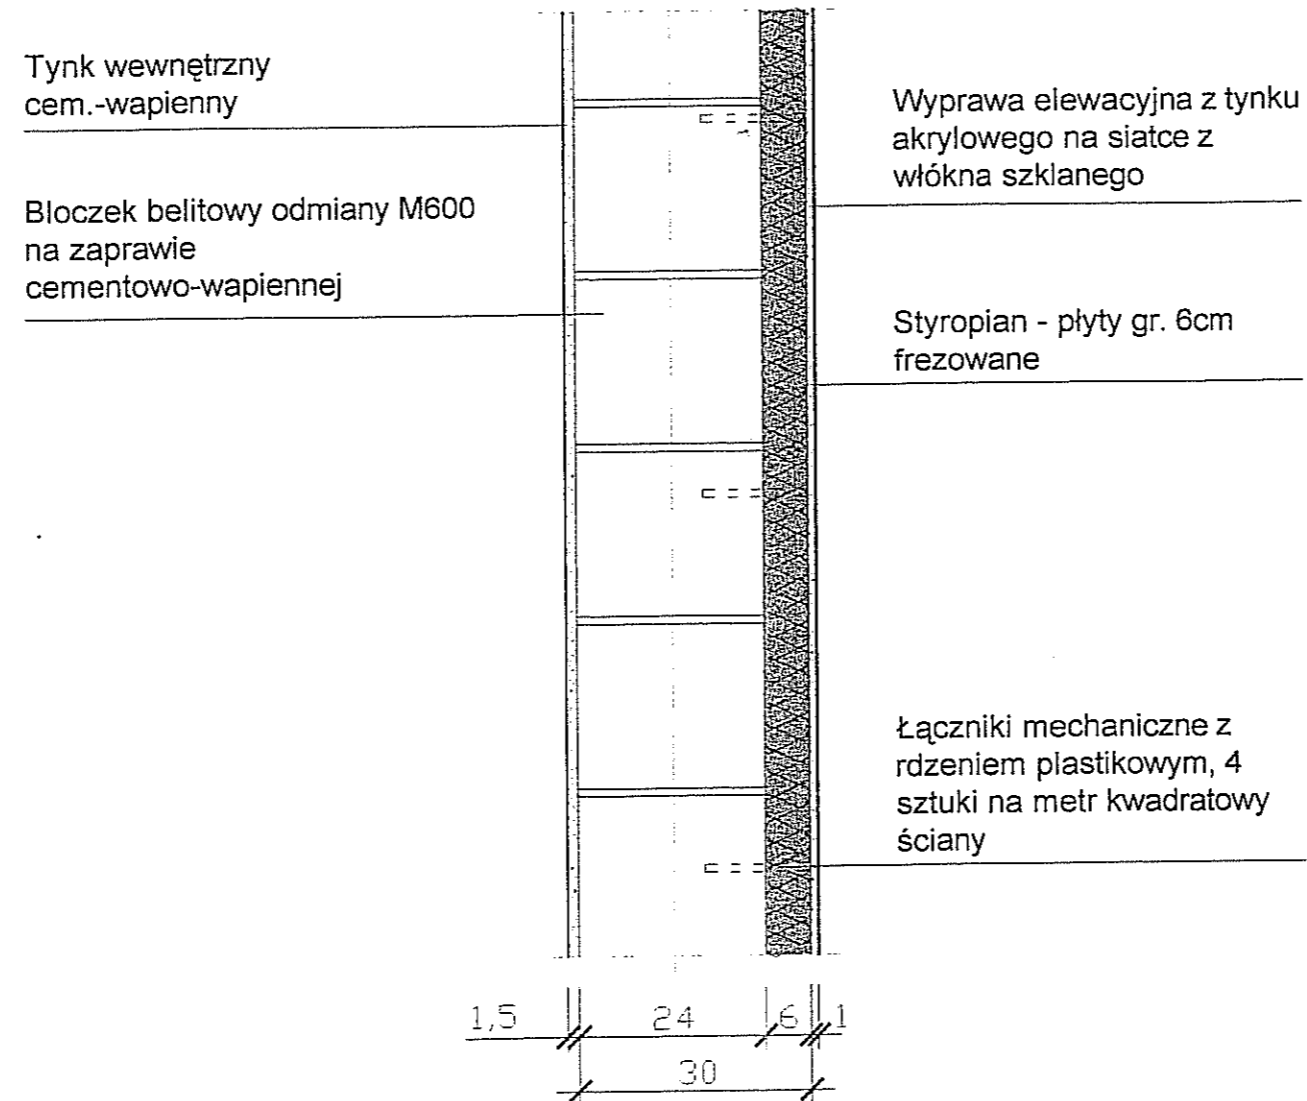 Tynk wewnętrzny
cem.-wapienny
Bloczek belitowy odmiany M600
na zaprawie
cementowo-wapiennej
Wyprawa elewacyjna z tynku
akrylowego na siatce z
włókna szklanego
Styropian - płyty gr. 6cm
frezowane
Łączniki mechaniczne z
rdzeniem plastikowym, 4
sztuki na metr kwadratowy
ściany
1,5 24 6 1
30